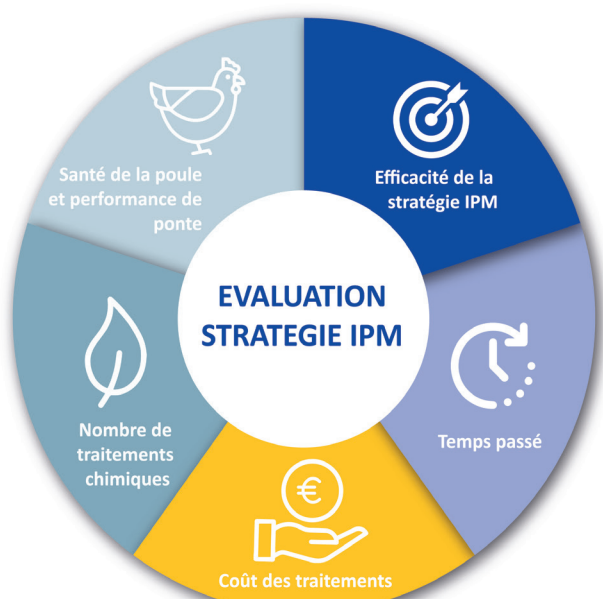 Santé de la poule
et performance de
ponte
Efficacité de la
stratégie IPM
EVALUATION
STRATEGIE IPM
Nombre de
traitements
chimiques
Temps passé
€
Coût des traitements